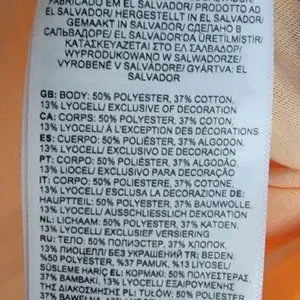 FABRICADO EM EL SALVADOR/ PRODOTTO AD
EL SALVADOR/ HERGESTELLT IN EL SALVADOR/
GEMAAKT IN SALVADOR/ СДЕЛАНО В
САЛЬВАДОРЕ/ EL SALVADOR'DA İMAL EDİLMİŞTİR/
ΚΑΤΑΣΚΕΥΑΖΕΤΑΙ ΣΤΟ ΕΛ ΣΑΛΒΑΔΟΡ/
WYPRODUKOWANO W SALWADORZE/
VYROBENÉ V SALVADORE/ GYÁRTVA: EL
SALVADOR
GB: BODY: 50% POLYESTER, 37% COTTON,
13% LYOCELL/ EXCLUSIVE OF DECORATION
CA: CORPS: 50% POLYESTER, 37% COTON,
13% LYOCELL/ À L'EXCEPTION DES DÉCORATIONS
ES: CUERPO: 50% POLIÉSTER, 37% ALGODÓN,
13% LYOCELL/ EXCLUSIVO DE DECORACIÓN
PT: CORPO: 50% POLIÉSTER, 37% ALGODÃO,
13% LIOCEL/ EXCLUSIVO PARA DECORAÇÃO
IT: CORPO: 50% POLIESTERE, 37% COTONE,
13% LYOCELL/ ESCLUSA LA DECORAZIONE DE:
HAUPTTEIL: 50% POLYESTER, 37% BAUMWOLLE,
13% LYOCELL/ AUSSCHLIESSLICH DEKORATION
NL: LICHAAM: 50% POLYESTER, 37% KATOEN,
13% LYOCELL/ EXCLUSIEF VERSIERING
RU: ТЕЛО: 50% ПОЛИЭСТЕР, 37% ХЛОПОК,
13% ЛИОЦЕЛЛ/ БЕЗ УКРАШЕНИЙ TR: BEDEN:
%50 POLYESTER, %37 PAMUK, %13 LİYOSEL/
SÜSLEME HARİÇ EL: ΚΟΡΜΑΚΙ: 50% ΠΟΛΥΕΣΤΕΡΑΣ,
37% ΒΑΜΒΑΚΙ, 13% LYOCELL/ ΕΞΑΙΡΟΥΜΕΝΗΣ
ΤΗΣ ΔΙΑΚΟΣΜΗΣΗΣ PL: TUŁÓW: 50% POLIESTER,
37% BAWEŁNA